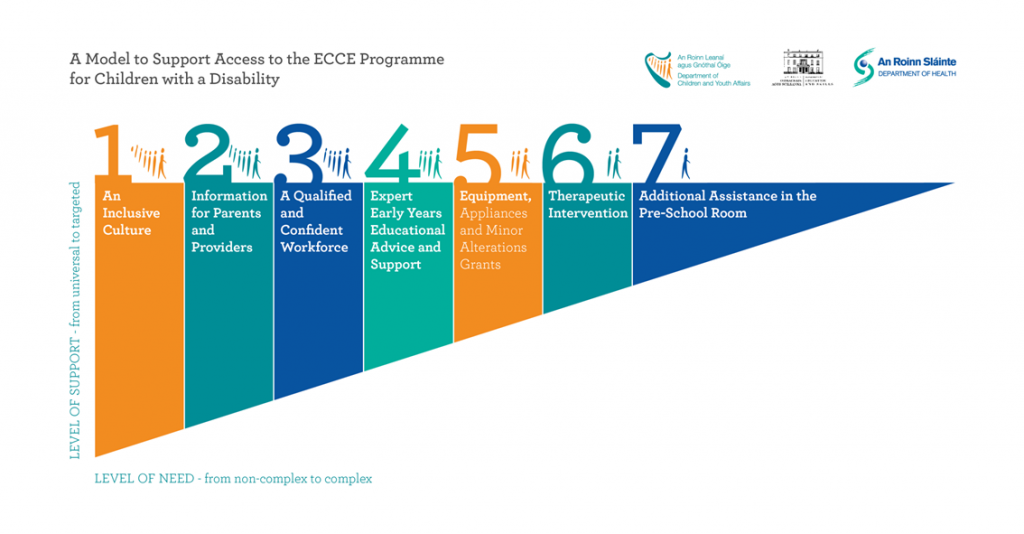 A Model to Support Access to the ECCE Programme
for Children with a Disability
An Roinn Leanaí
agus Gnóthaí Óige
Department of
Children and Youth Affairs
An Roinn Sláinte
DEPARTMENT OF HEALTH
1
2
3
4
5
6
7
An
Inclusive
Culture
Information
for Parents
and
Providers
A Qualified
and
Confident
Workforce
Expert
Early Years
Educational
Advice and
Support
Equipment,
Appliances
and Minor
Alterations
Grants
Therapeutic
Intervention
Additional Assistance in the
Pre-School Room
LEVEL OF SUPPORT - from universal to targeted
LEVEL OF NEED - from non-complex to complex